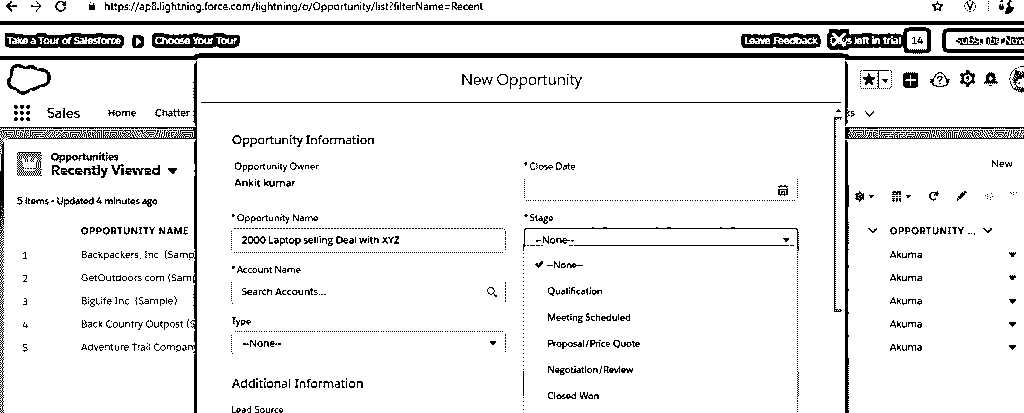 https://ap8.lightning.force.com/lightning/o/Opportunity/list?filterName=Recent
Take a Tour of Salesforce
Choose Your Tour
Leave Feedback
Days left in trial
14
Sales
Home
Chatter
New Opportunity
Opportunities
Recently Viewed
New
5 items • Updated 4 minutes ago
OPPORTUNITY NAME
OPPORTUNITY ...
1 Backpackers, Inc (Samp
2 GetOutdoors com (Samp
3 BigLife Inc (Sample)
4 Back Country Outpost (S
5 Adventure Trail Company
Akuma
Akuma
Akuma
Akuma
Akuma
Opportunity Information
Opportunity Owner
Ankit kumar
* Close Date
* Opportunity Name
2000 Laptop selling Deal with XYZ
* Stage
--None--
* Account Name
Search Accounts...
Type
--None--
--None--
Qualification
Meeting Scheduled
Proposal/Price Quote
Negotiation/Review
Closed Won
Additional Information
Lead Source